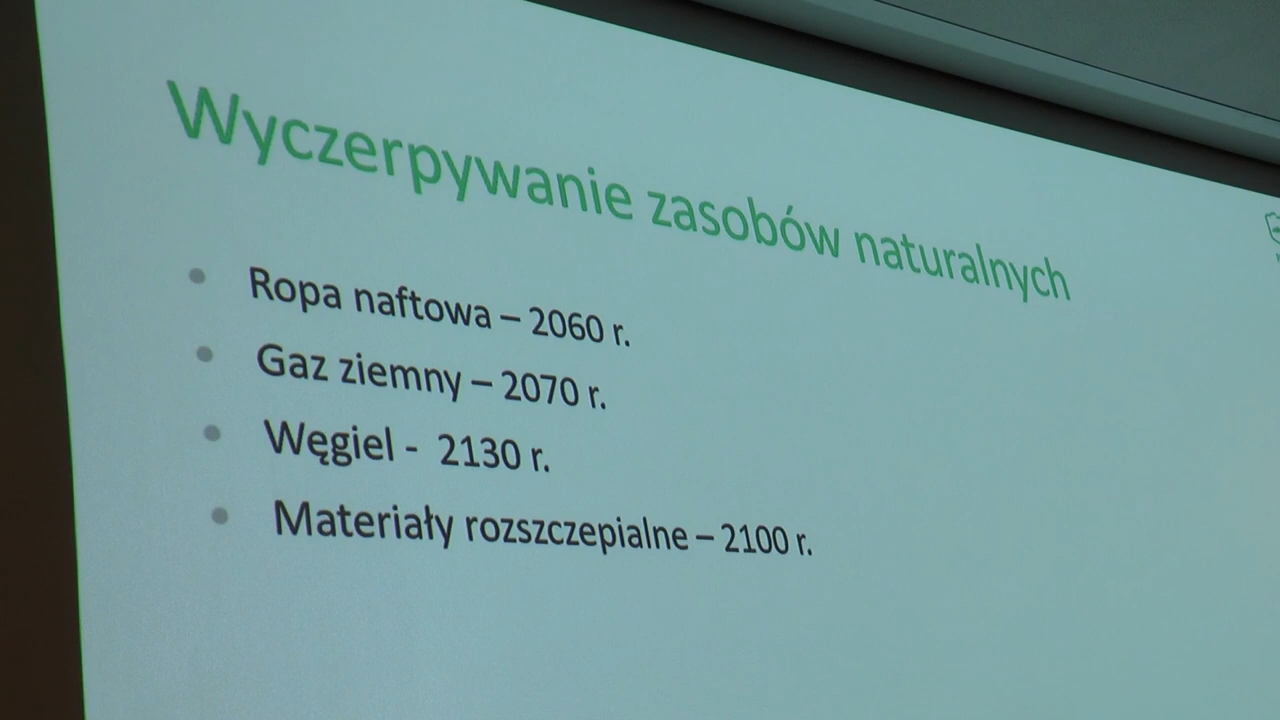 Wyczerpywanie zasobów naturalnych
• Ropa naftowa – 2060 r.
• Gaz ziemny – 2070 r.
• Węgiel - 2130 r.
• Materiały rozszczepialne – 2100 r.